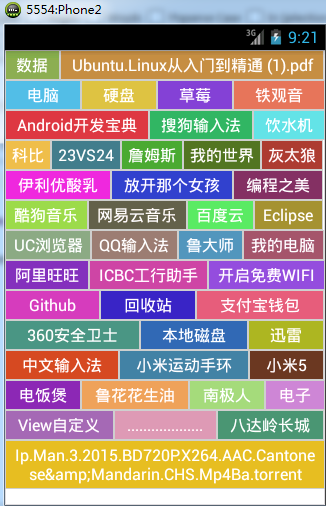 5554:Phone2
3G 9:21
数据 Ubuntu.Linux从入门到精通 (1).pdf
电脑 硬盘 草莓 铁观音
Android开发宝典 搜狗输入法 饮水机
科比 23VS24 詹姆斯 我的世界 灰太狼
伊利优酸乳 放开那个女孩 编程之美
酷狗音乐 网易云音乐 百度云 Eclipse
UC浏览器 QQ输入法 鲁大师 我的电脑
阿里旺旺 ICBC工行助手 开启免费WIFI
Github 回收站 支付宝钱包
360安全卫士 本地磁盘 迅雷
中文输入法 小米运动手环 小米5
电饭煲 鲁花花生油 南极人 电子
View自定义 ................... 八达岭长城
Ip.Man.3.2015.BD720P.X264.AAC.Cantone
se&amp;Mandarin.CHS.Mp4Ba.torrent